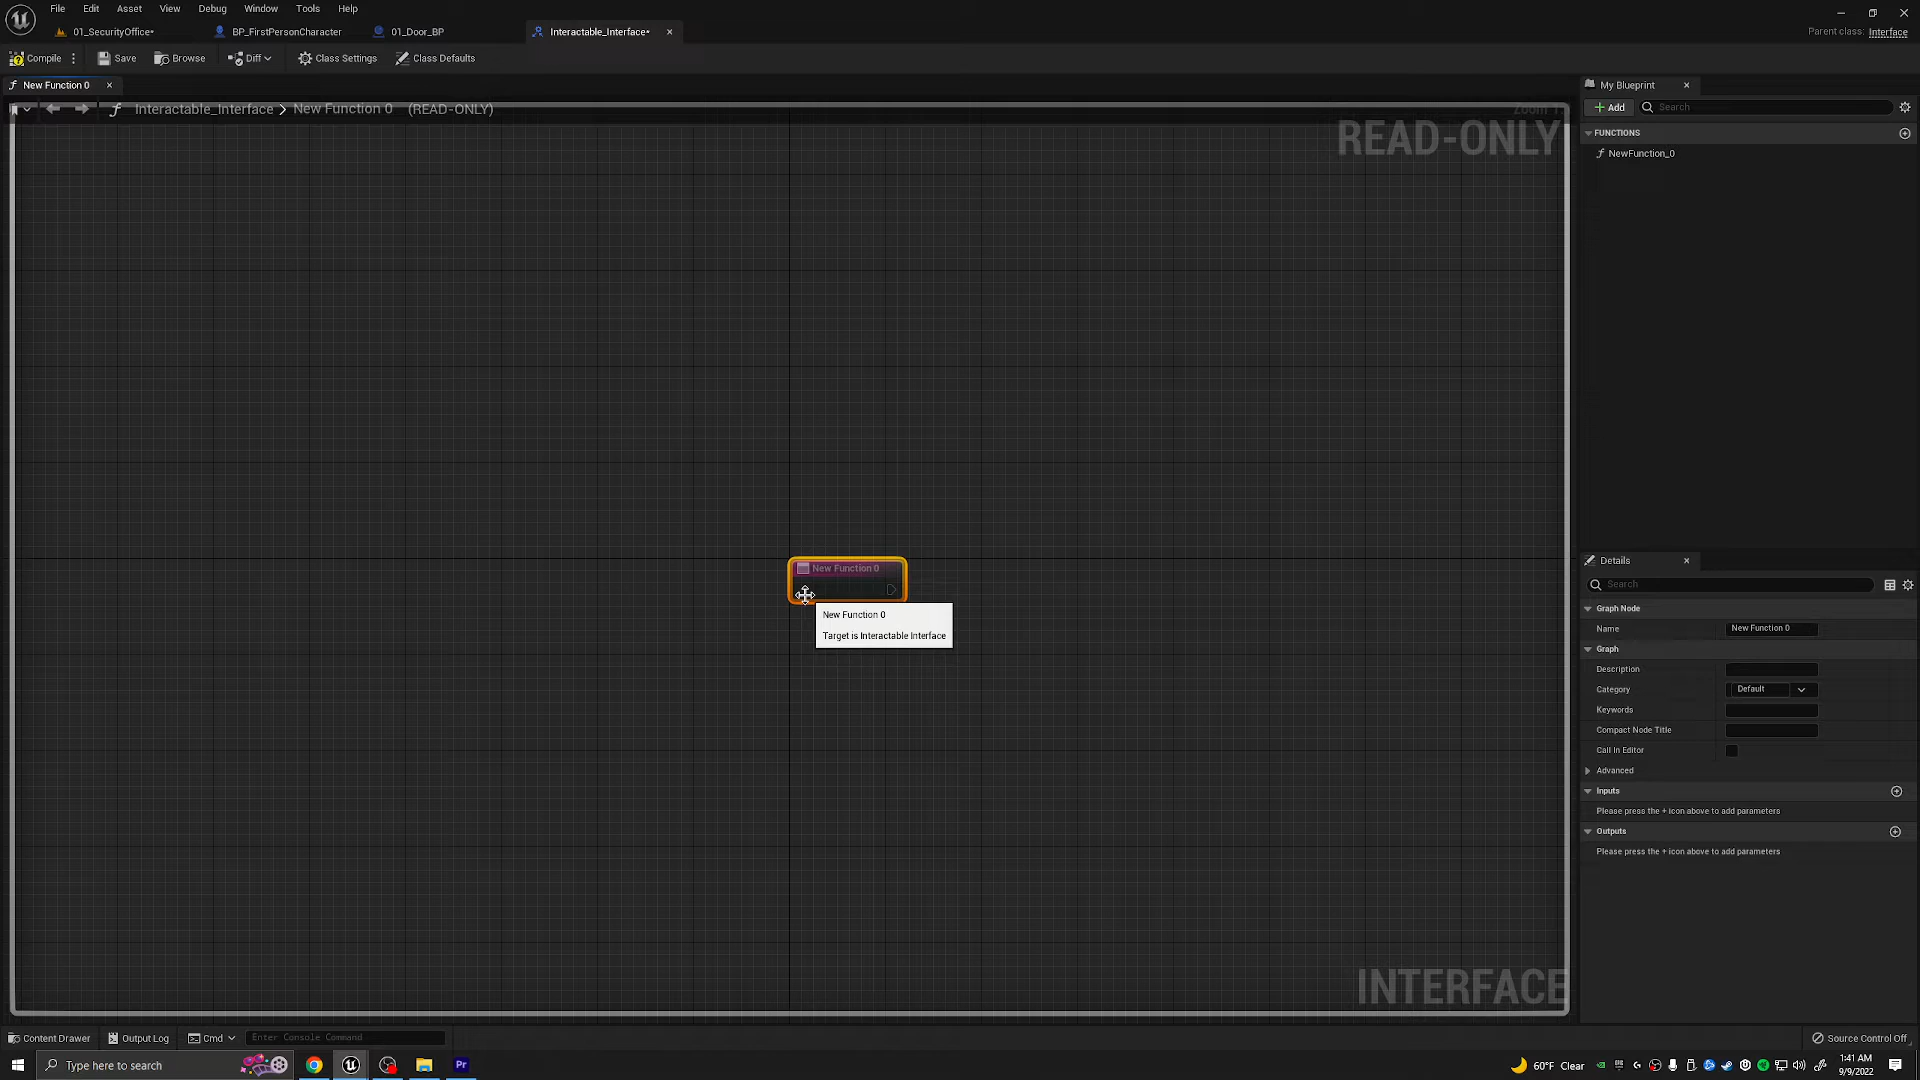 File Edit Asset View Debug Window Tools Help
01_SecurityOffice* BP_FirstPersonCharacter 01_Door_BP Interactable_Interface*
Parent class: Interface
Compile Save Browse Diff Class Settings Class Defaults
New Function 0
Interactable_Interface > New Function 0 (READ-ONLY)
READ-ONLY
New Function 0
New Function 0
Target is Interactable Interface
INTERFACE
My Blueprint
Add Search
FUNCTIONS
NewFunction_0
Details
Search
Graph Node
Name New Function 0
Graph
Description
Category Default
Keywords
Compact Node Title
Call In Editor
Advanced
Inputs
Please press the + icon above to add parameters
Outputs
Please press the + icon above to add parameters
Content Drawer Output Log Cmd Enter Console Command
Source Control Off
Type here to search
Pr
60°F Clear
1:41 AM
9/9/2022